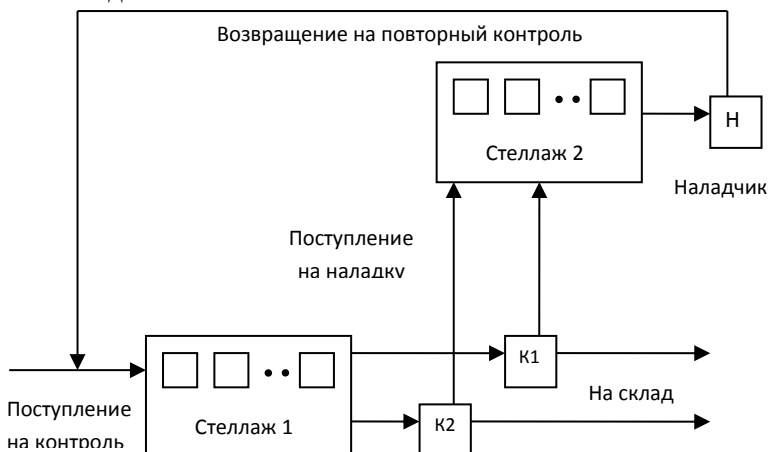 Возвращение на повторный контроль
Н
Стеллаж 2
Наладчик
Поступление
на наладку
К1
На склад
Поступление
на контроль
Стеллаж 1
К2